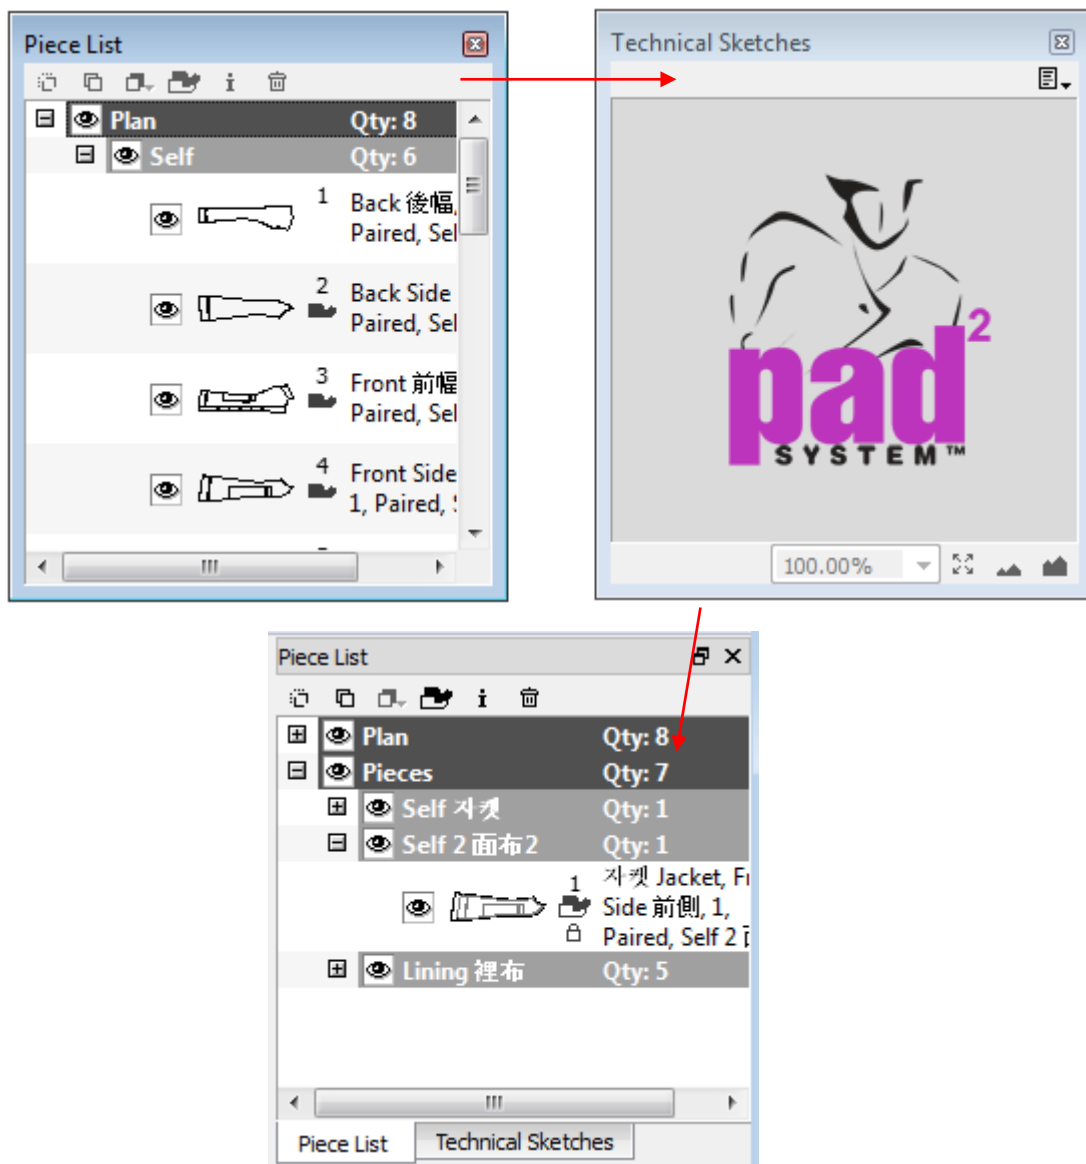 Piece List
Plan Qty: 8
Self Qty: 6
1
Back 後幅,
Paired, Sel
2
Back Side
Paired, Sel
3
Front 前幅
Paired, Sel
4
Front Side
1, Paired,
Technical Sketches
pad2
SYSTEM™
100.00%
Piece List
Plan Qty: 8
Pieces Qty: 7
Self 자켓 Qty: 1
Self 2 面布2 Qty: 1
1
자켓 Jacket, Fr
Side 前側, 1,
Paired, Self 2
Lining 裡布 Qty: 5
Piece List Technical Sketches